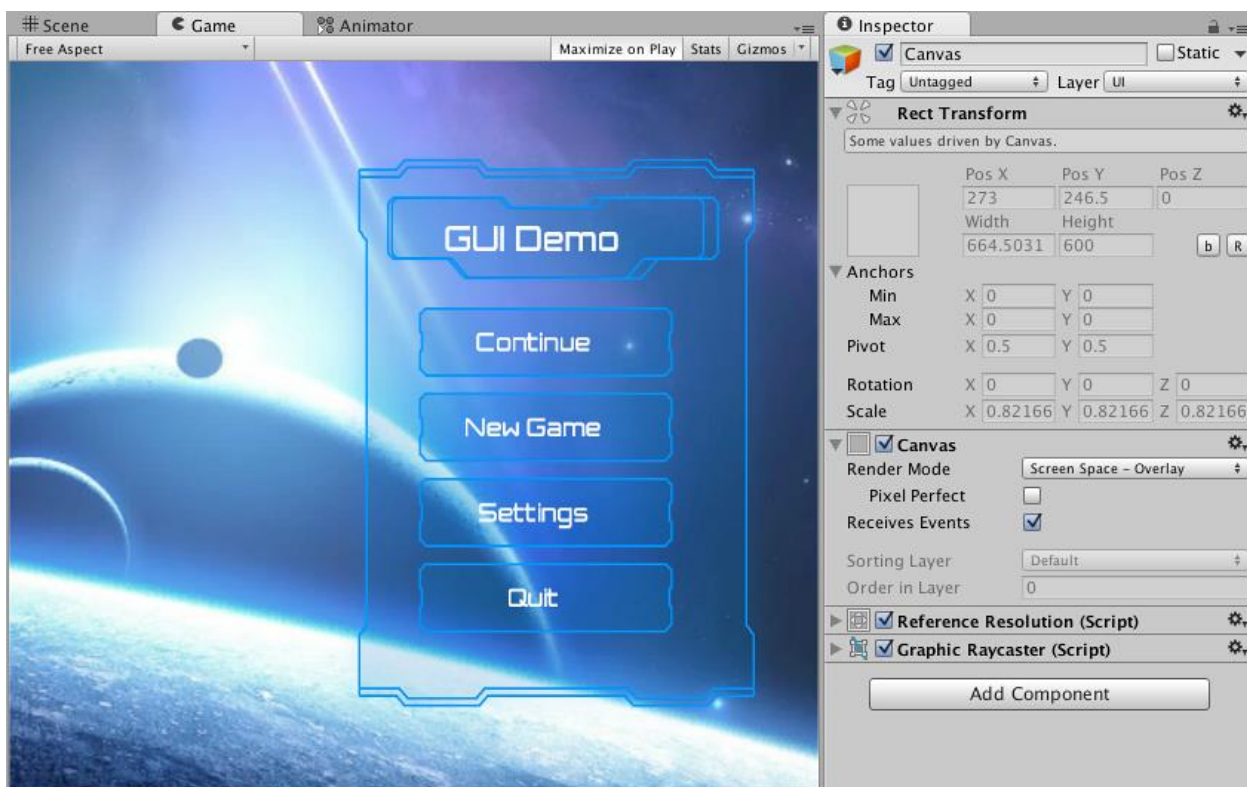 Scene Game Animator
Free Aspect Maximize on Play Stats Gizmos
GUI Demo
Continue
New Game
Settings
Quit
Inspector
Canvas Static
Tag Untagged Layer UI
Rect Transform
Some values driven by Canvas.
Pos X Pos Y Pos Z
273 246.5 0
Width Height
664.5031 600 b R
Anchors
Min X 0 Y 0
Max X 0 Y 0
Pivot X 0.5 Y 0.5
Rotation X 0 Y 0 Z 0
Scale X 0.82166 Y 0.82166 Z 0.82166
Canvas
Render Mode Screen Space - Overlay
Pixel Perfect
Receives Events
Sorting Layer Default
Order in Layer 0
Reference Resolution (Script)
Graphic Raycaster (Script)
Add Component